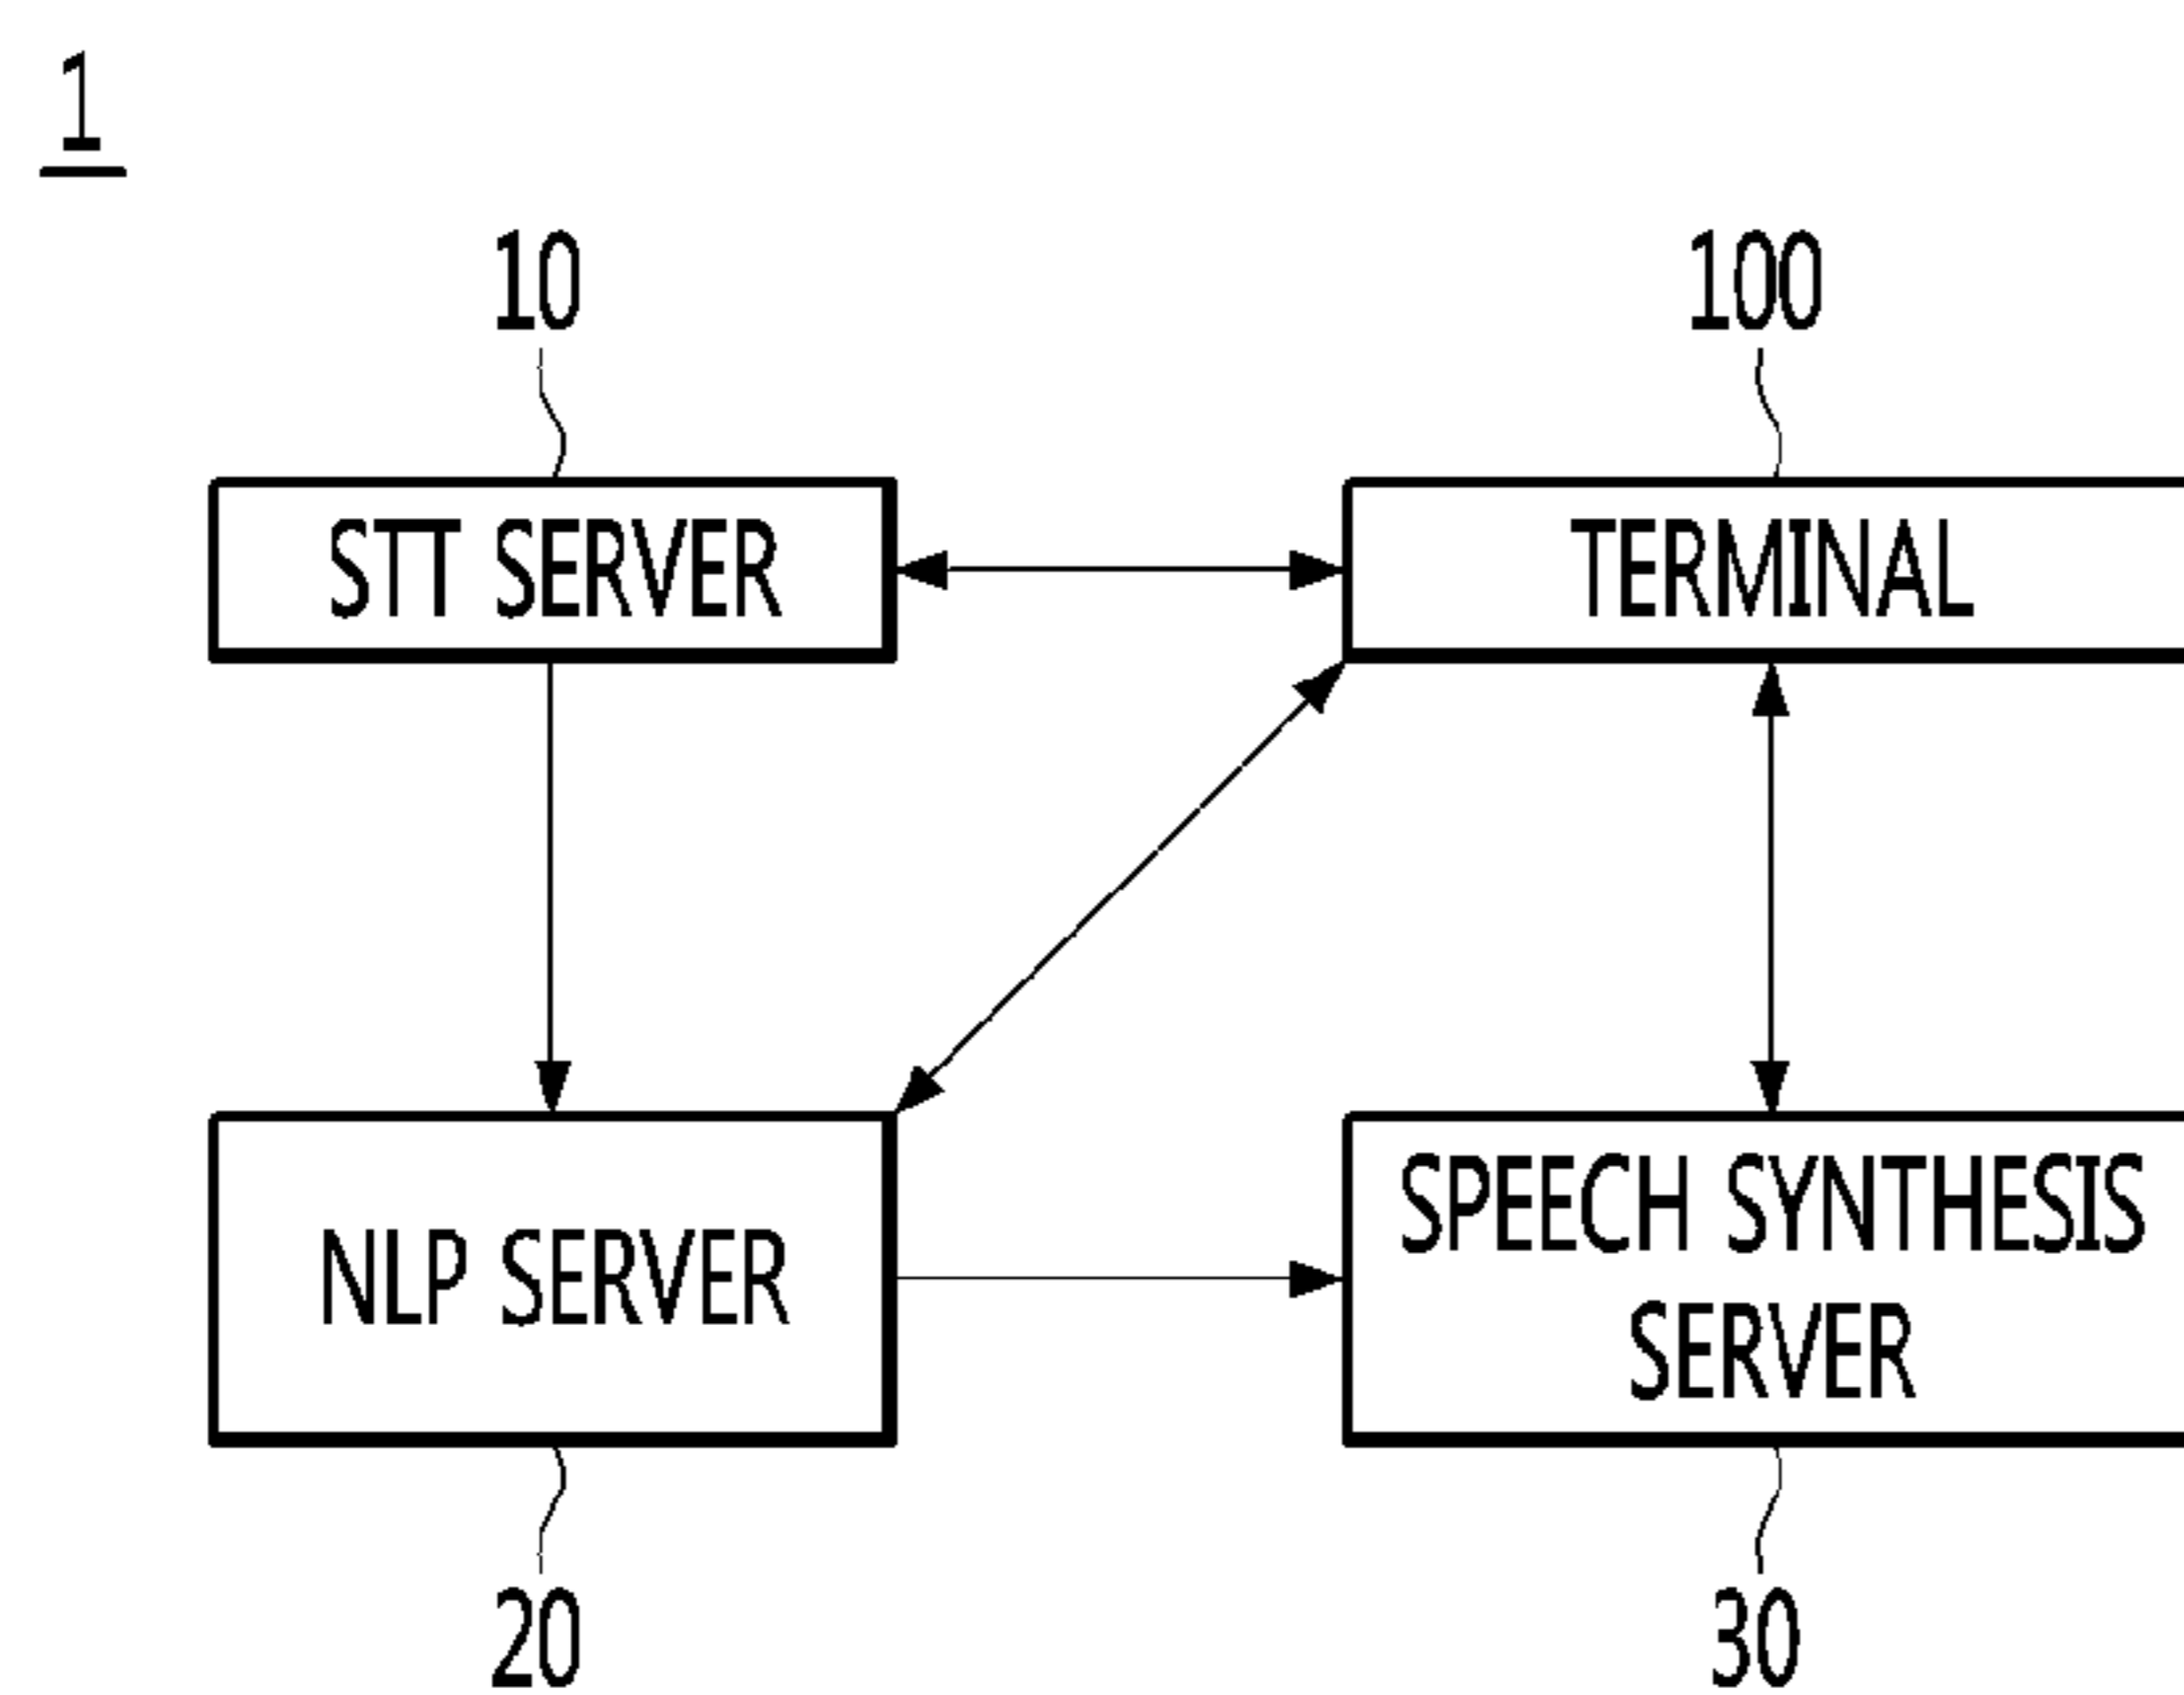 1
10
100
STT SERVER
TERMINAL
NLP SERVER
SPEECH SYNTHESIS
SERVER
20
30